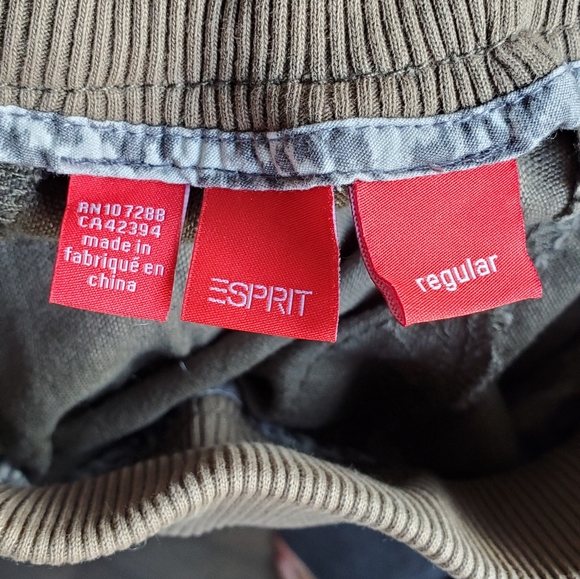 RN107288
CA42394
made in
fabriqué en
china
ESPRIT
regular